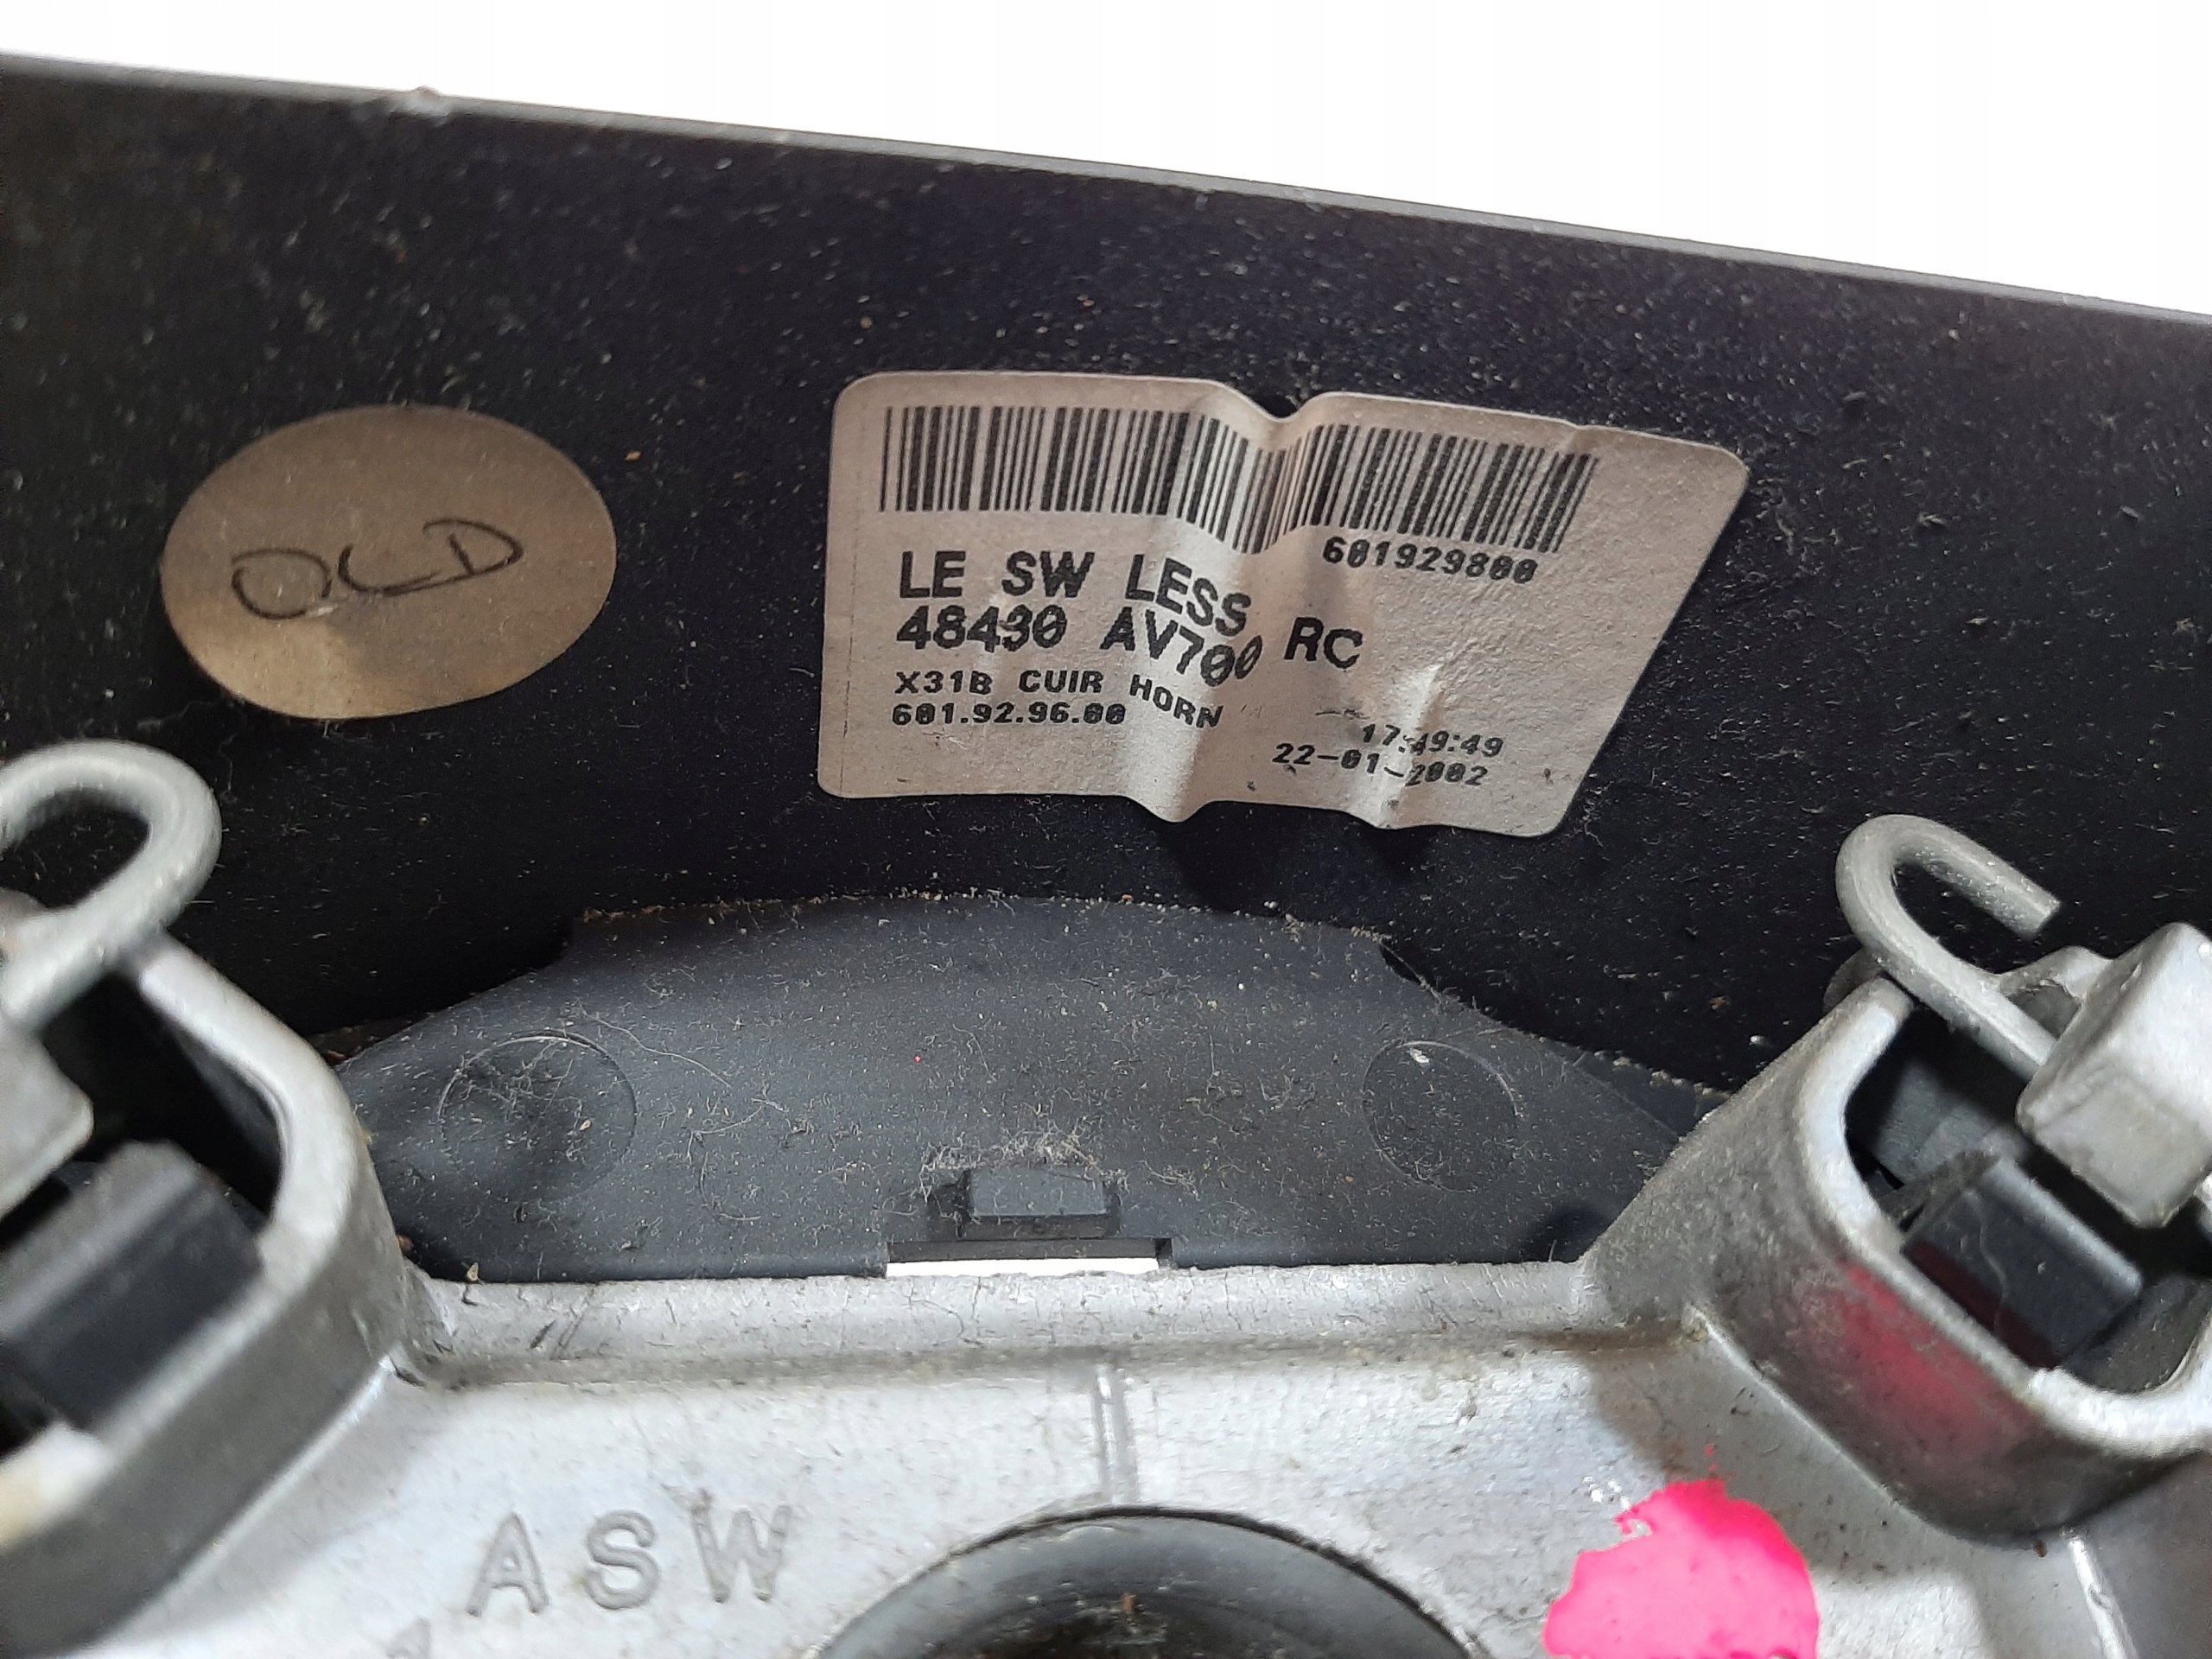 OLD
601929800
LE SW LESS RC
48430 AV700
X31B CUIR HORN
601.92.96.00
17:49:49
22-01-2002
ASW